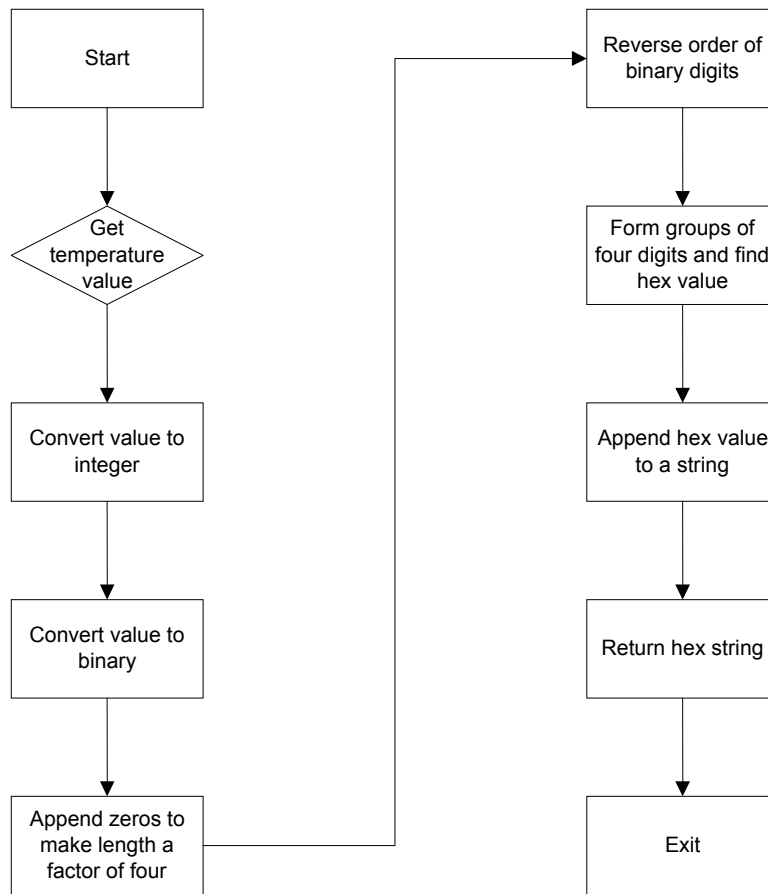 Start
Get
temperature
value
Convert value to
integer
Convert value to
binary
Append zeros to
make length a
factor of four
Reverse order of
binary digits
Form groups of
four digits and find
hex value
Append hex value
to a string
Return hex string
Exit